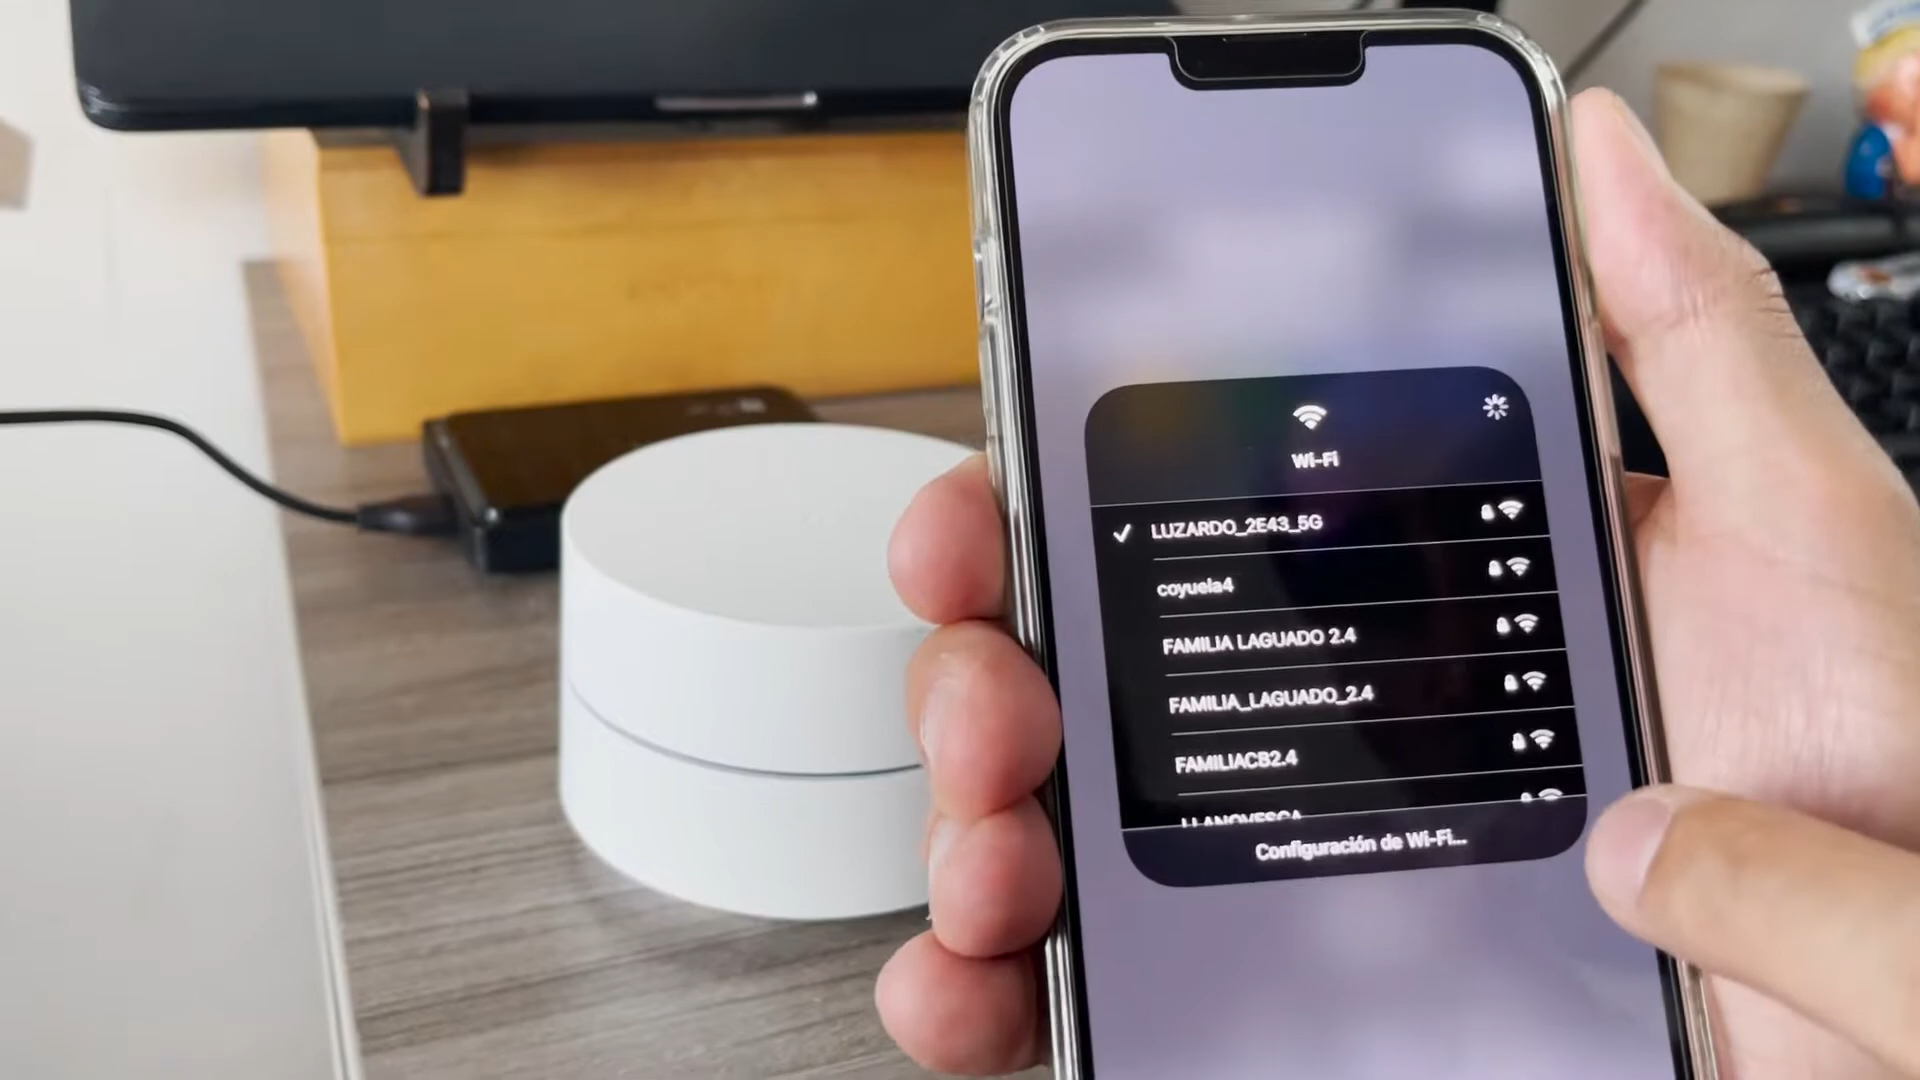 Wi-Fi
LUZARDO_2E43_5G
coyuela4
FAMILIA LAGUADO 2.4
FAMILIA_LAGUADO_2.4
FAMILIACB2.4
Configuración de Wi-Fi...